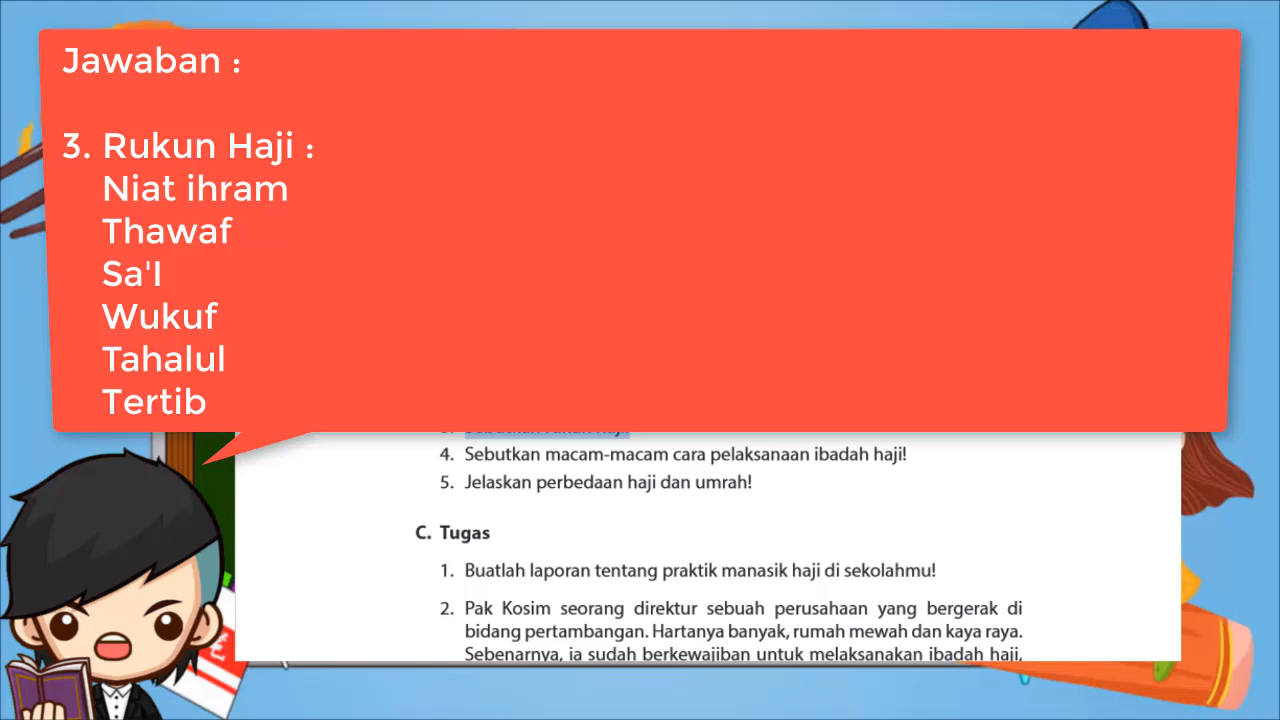 Jawaban :
3. Rukun Haji :
Niat ihram
Thawaf
Sa'I
Wukuf
Tahalul
Tertib
4. Sebutkan macam-macam cara pelaksanaan ibadah haji!
5. Jelaskan perbedaan haji dan umrah!
C. Tugas
1. Buatlah laporan tentang praktik manasik haji di sekolahmu!
2. Pak Kosim seorang direktur sebuah perusahaan yang bergerak di
bidang pertambangan. Hartanya banyak, rumah mewah dan kaya raya.
Sebenarnya, ia sudah berkewajiban untuk melaksanakan ibadah haji,